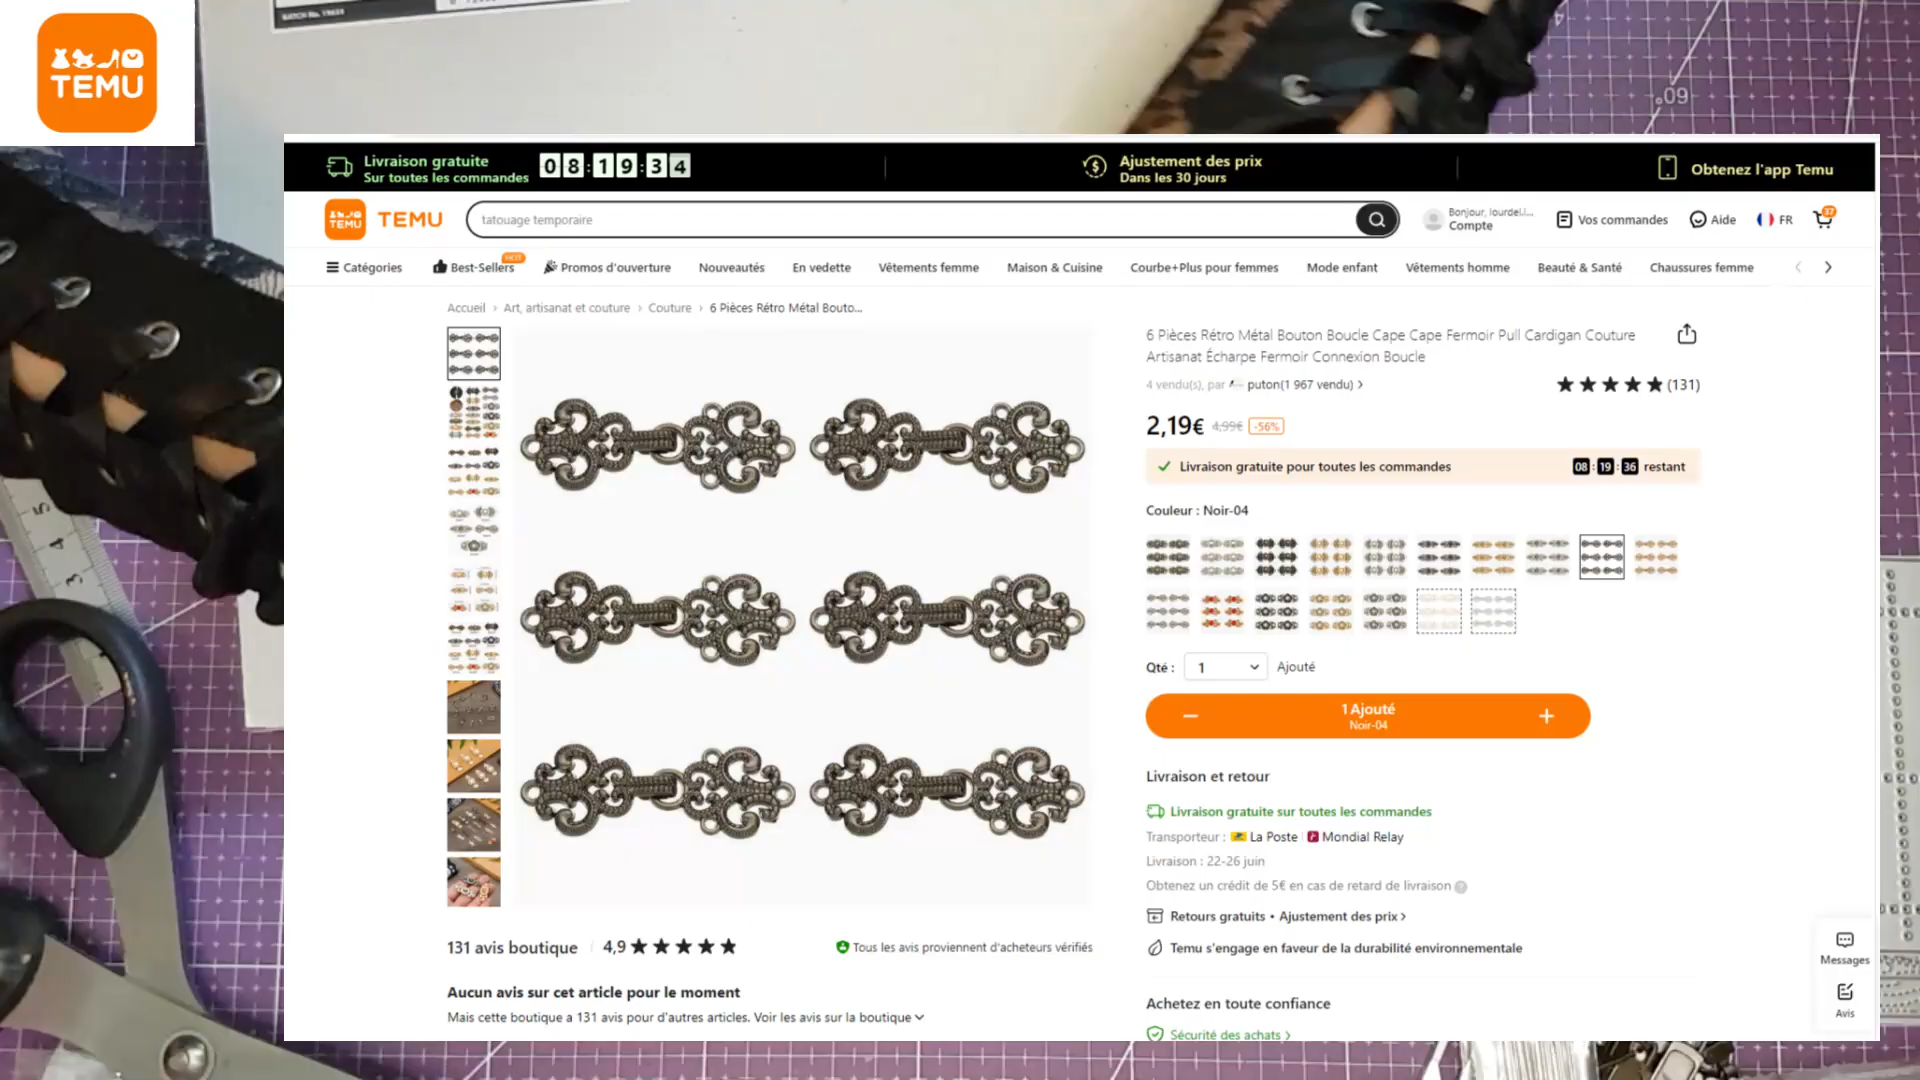 BATCH No. 19634
TEMU
.09
5
4
3
Livraison gratuite
Sur toutes les commandes
08:19:34
Ajustement des prix
Dans les 30 jours
Obtenez l'app Temu
TEMU
TEMU
tatouage temporaire
Bonjour, lourdel.i...
Compte
Vos commandes
Aide
FR
37
Catégories
Best-Sellers
HOT
Promos d'ouverture
Nouveautés
En vedette
Vêtements femme
Maison & Cuisine
Courbe+Plus pour femmes
Mode enfant
Vêtements homme
Beauté & Santé
Chaussures femme
Accueil › Art, artisanat et couture › Couture › 6 Pièces Rétro Métal Bouto...
6 Pièces Rétro Métal Bouton Boucle Cape Cape Fermoir Pull Cardigan Couture
Artisanat Écharpe Fermoir Connexion Boucle
4 vendu(s), par puton(1 967 vendu) ›
(131)
2,19€ 4,99€ -56%
Livraison gratuite pour toutes les commandes
08:19:36 restant
Couleur : Noir-04
Qté : 1 Ajouté
− 1 Ajouté +
Noir-04
Livraison et retour
Livraison gratuite sur toutes les commandes
Transporteur : La Poste Mondial Relay
Livraison : 22-26 juin
Obtenez un crédit de 5€ en cas de retard de livraison ?
Retours gratuits • Ajustement des prix ›
Temu s'engage en faveur de la durabilité environnementale
Achetez en toute confiance
Sécurité des achats ›
131 avis boutique
4,9
Tous les avis proviennent d'acheteurs vérifiés
Aucun avis sur cet article pour le moment
Mais cette boutique a 131 avis pour d'autres articles. Voir les avis sur la boutique
Messages
Avis